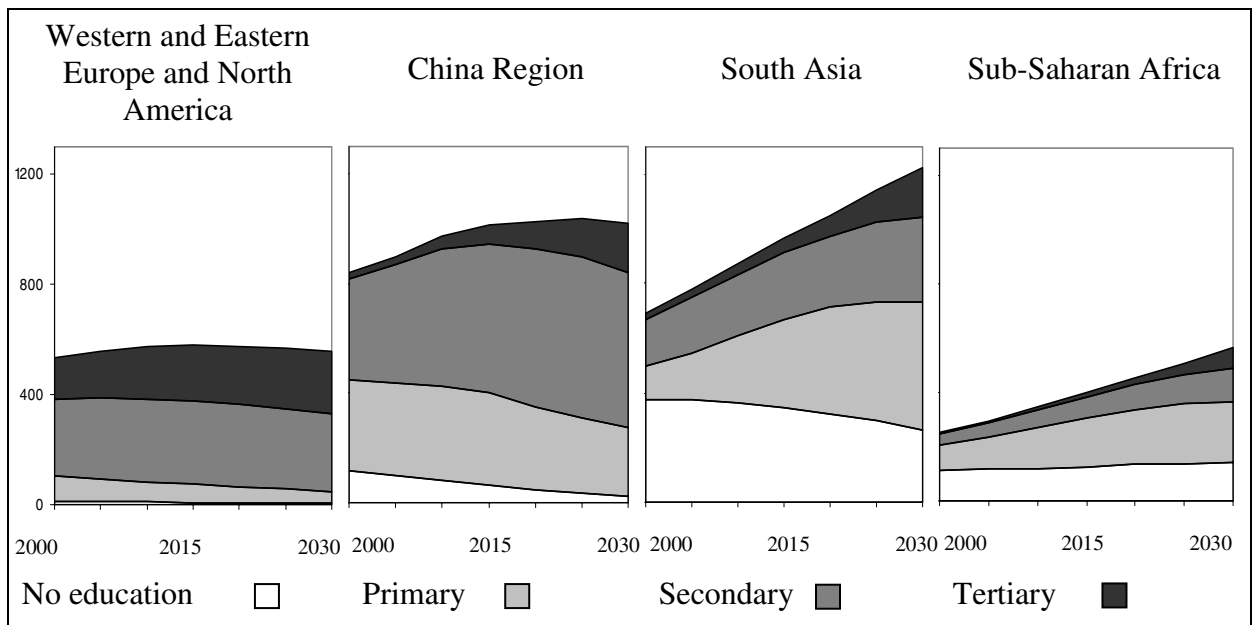 Western and Eastern
Europe and North
America
China Region
South Asia
Sub-Saharan Africa
1200
800
400
0
2000 2015 2030
2000 2015 2030
2000 2015 2030
2000 2015 2030
No education Primary Secondary Tertiary